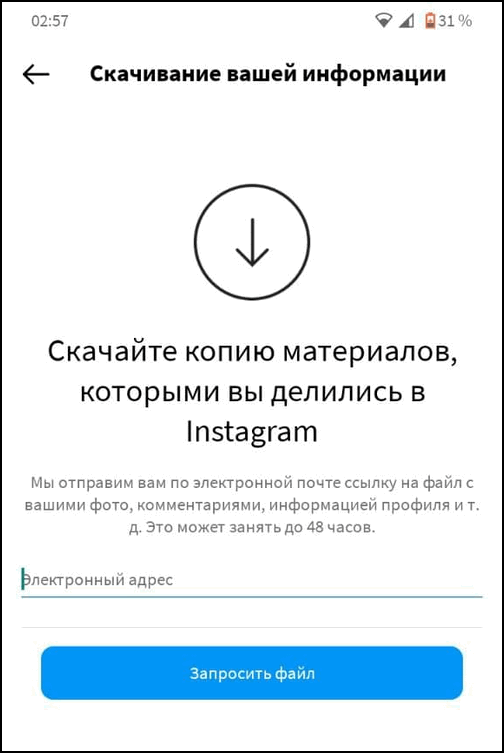 02:57
31 %
Скачивание вашей информации
Скачайте копию материалов,
которыми вы делились в
Instagram
Мы отправим вам по электронной почте ссылку на файл с
вашими фото, комментариями, информацией профиля и т.
д. Это может занять до 48 часов.
Электронный адрес
Запросить файл